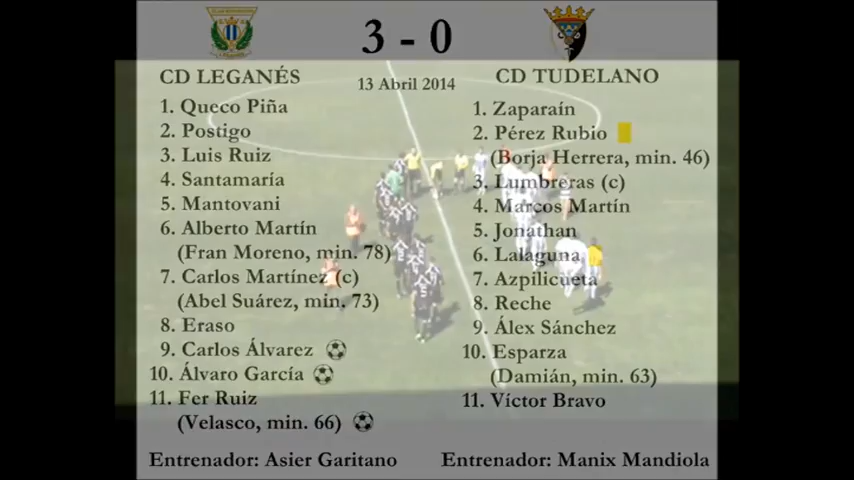 3 - 0
CD LEGANÉS
13 Abril 2014
CD TUDELANO
1. Queco Piña
2. Postigo
3. Luis Ruiz
4. Santamaría
5. Mantovani
6. Alberto Martín
(Fran Moreno, min. 78)
7. Carlos Martínez (c)
(Abel Suárez, min. 73)
8. Eraso
9. Carlos Álvarez
10. Álvaro García
11. Fer Ruiz
(Velasco, min. 66)
Entrenador: Asier Garitano
1. Zaparaín
2. Pérez Rubio
(Borja Herrera, min. 46)
3. Lumbreras (c)
4. Marcos Martín
5. Jonathan
6. Lalaguna
7. Azpilicueta
8. Reche
9. Álex Sánchez
10. Esparza
(Damián, min. 63)
11. Víctor Bravo
Entrenador: Manix Mandiola